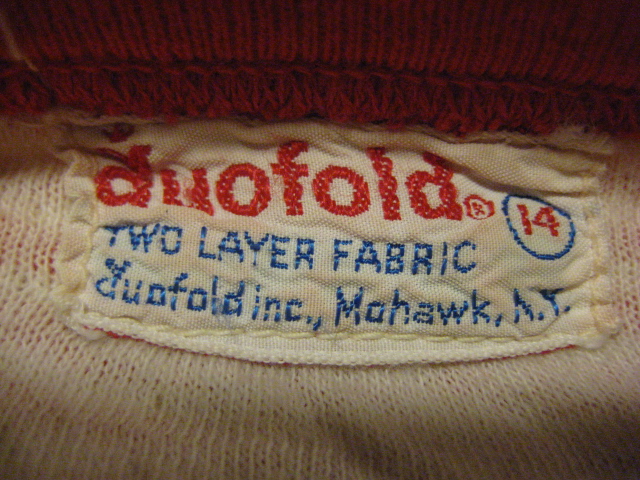 duofold® 14
TWO LAYER FABRIC
duofold inc., Mohawk, N.Y.